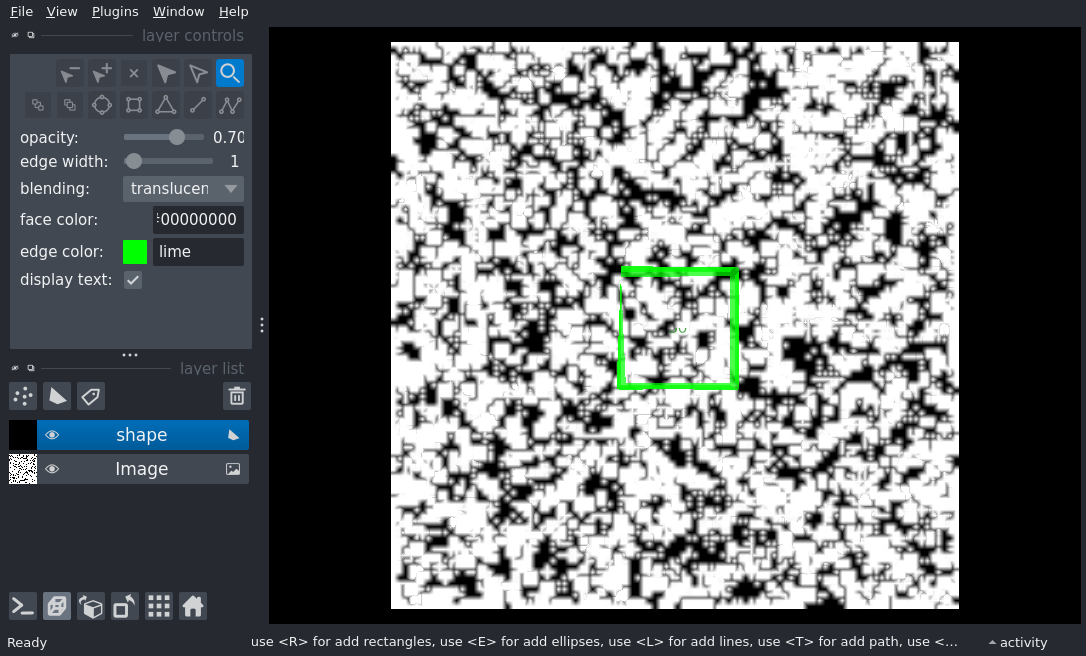 File View Plugins Window Help
layer controls
opacity: 0.70
edge width: 1
blending: translucen
face color: 00000000
edge color: lime
display text:
layer list
shape
Image
Ready
use <R> for add rectangles, use <E> for add ellipses, use <L> for add lines, use <T> for add path, use <...
activity